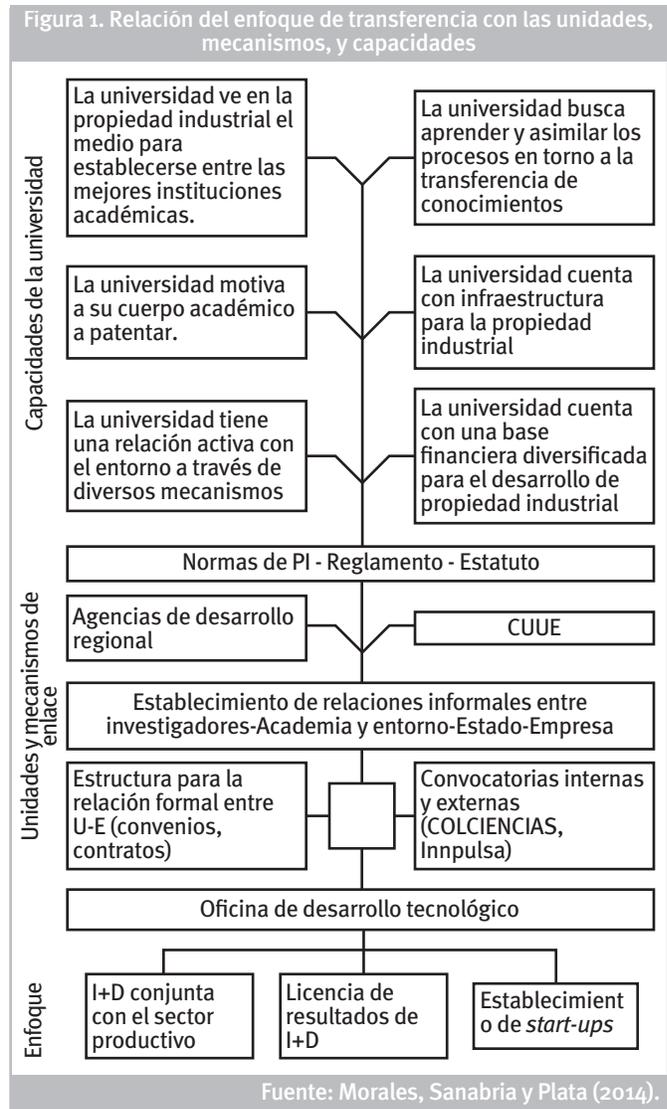 Figura 1. Relación del enfoque de transferencia con las unidades,
mecanismos, y capacidades
Capacidades de la universidad
La universidad ve en la
propiedad industrial el
medio para
establecerse entre las
mejores instituciones
académicas.
La universidad busca
aprender y asimilar los
procesos en torno a la
transferencia de
conocimientos
La universidad motiva
a su cuerpo académico
a patentar.
La universidad cuenta
con infraestructura
para la propiedad
industrial
La universidad tiene
una relación activa con
el entorno a través de
diversos mecanismos
La universidad cuenta
con una base
financiera diversificada
para el desarrollo de
propiedad industrial
Normas de PI - Reglamento - Estatuto
Unidades y mecanismos de
enlace
Agencias de desarrollo
regional
CUUE
Establecimiento de relaciones informales entre
investigadores-Academia y entorno-Estado-Empresa
Estructura para la
relación formal entre
U-E (convenios,
contratos)
Convocatorias internas
y externas
(COLCIENCIAS,
Innpulsa)
Oficina de desarrollo tecnológico
Enfoque
I+D conjunta
con el sector
productivo
Licencia de
resultados de
I+D
Establecimient
o de start-ups
Fuente: Morales, Sanabria y Plata (2014).